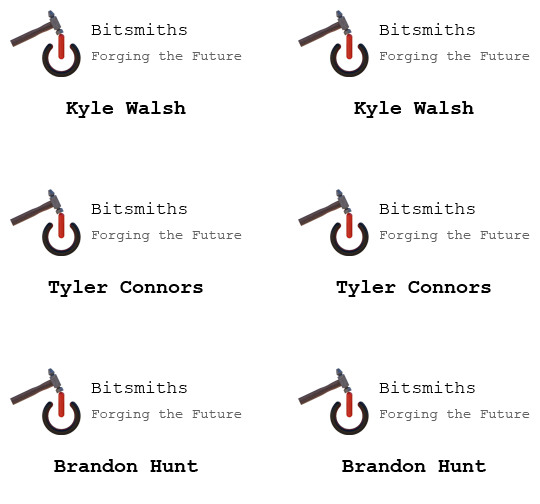 Bitsmiths
Forging the Future
Kyle Walsh
Bitsmiths
Forging the Future
Kyle Walsh
Bitsmiths
Forging the Future
Tyler Connors
Bitsmiths
Forging the Future
Tyler Connors
Bitsmiths
Forging the Future
Brandon Hunt
Bitsmiths
Forging the Future
Brandon Hunt